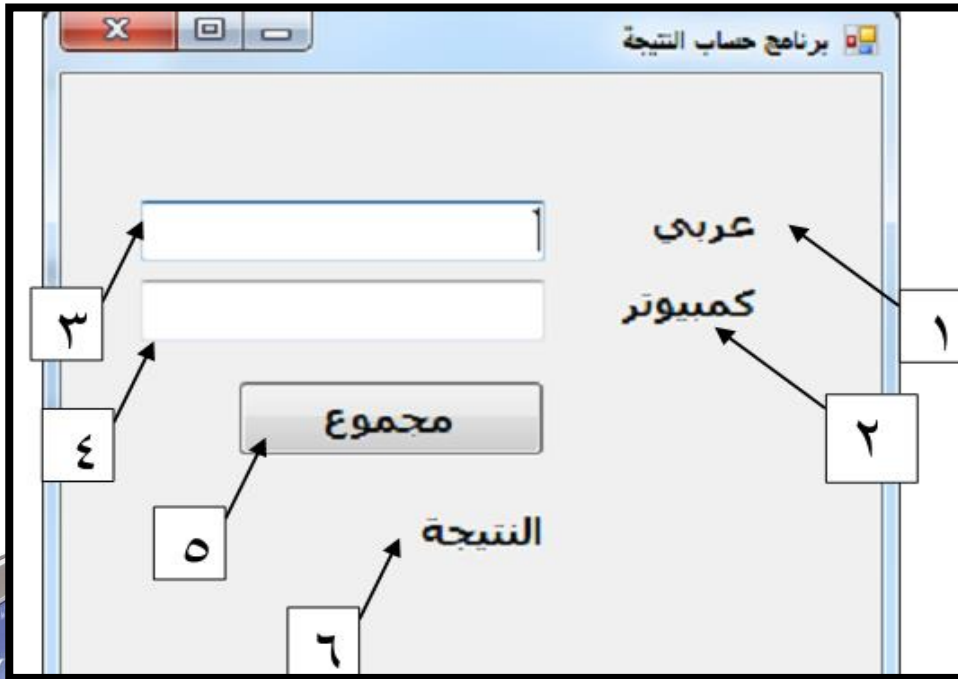 برنامج حساب النتيجة
عربي
١
كمبيوتر
٢
٣
٤
مجموع
٥
النتيجة
٦